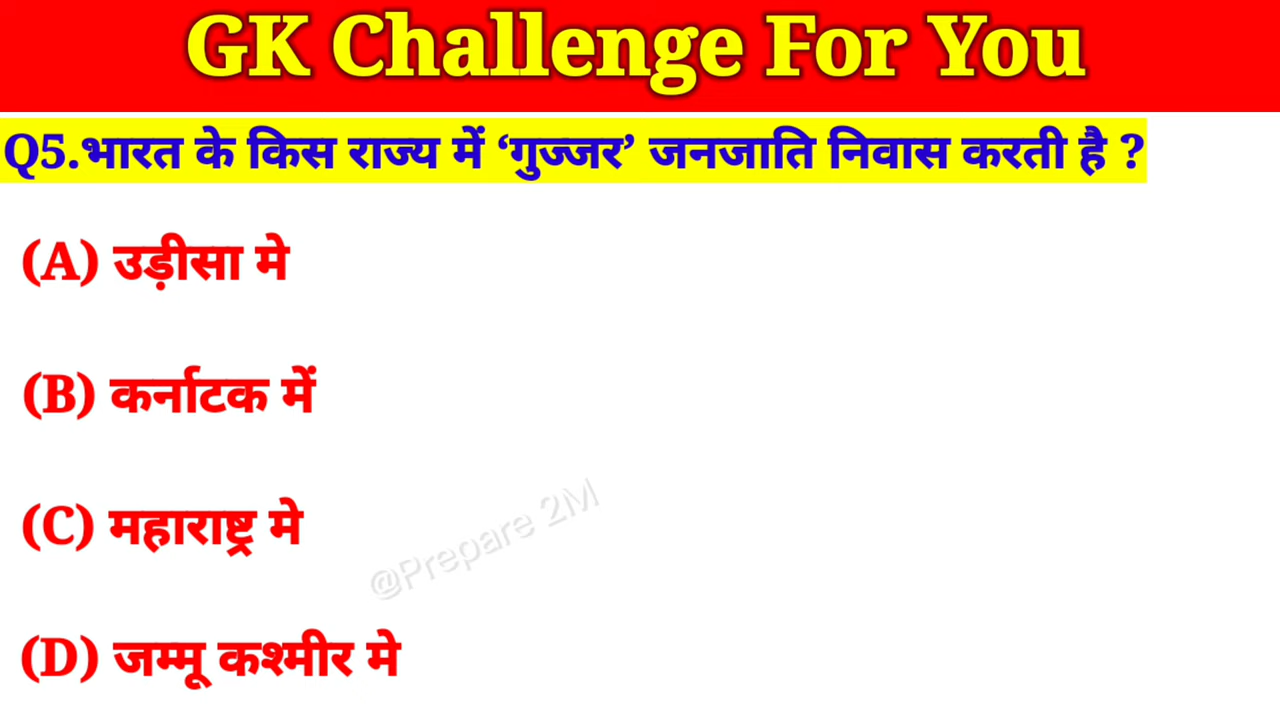 GK Challenge For You
Q5.भारत के किस राज्य में ‘गुज्जर’ जनजाति निवास करती है ?
(A) उड़ीसा मे
(B) कर्नाटक में
(C) महाराष्ट्र मे
@Prepare 2M
(D) जम्मू कश्मीर मे